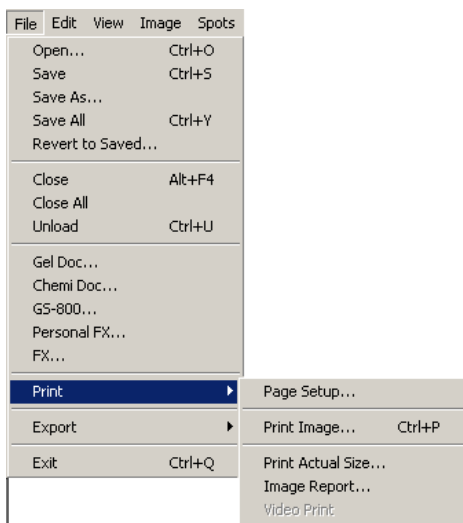 File Edit View Image Spots
Open... Ctrl+O
Save Ctrl+S
Save As...
Save All Ctrl+Y
Revert to Saved...
Close Alt+F4
Close All
Unload Ctrl+U
Gel Doc...
Chemi Doc...
GS-800...
Personal FX...
FX...
Print
Page Setup...
Export
Print Image... Ctrl+P
Exit Ctrl+Q
Print Actual Size...
Image Report...
Video Print